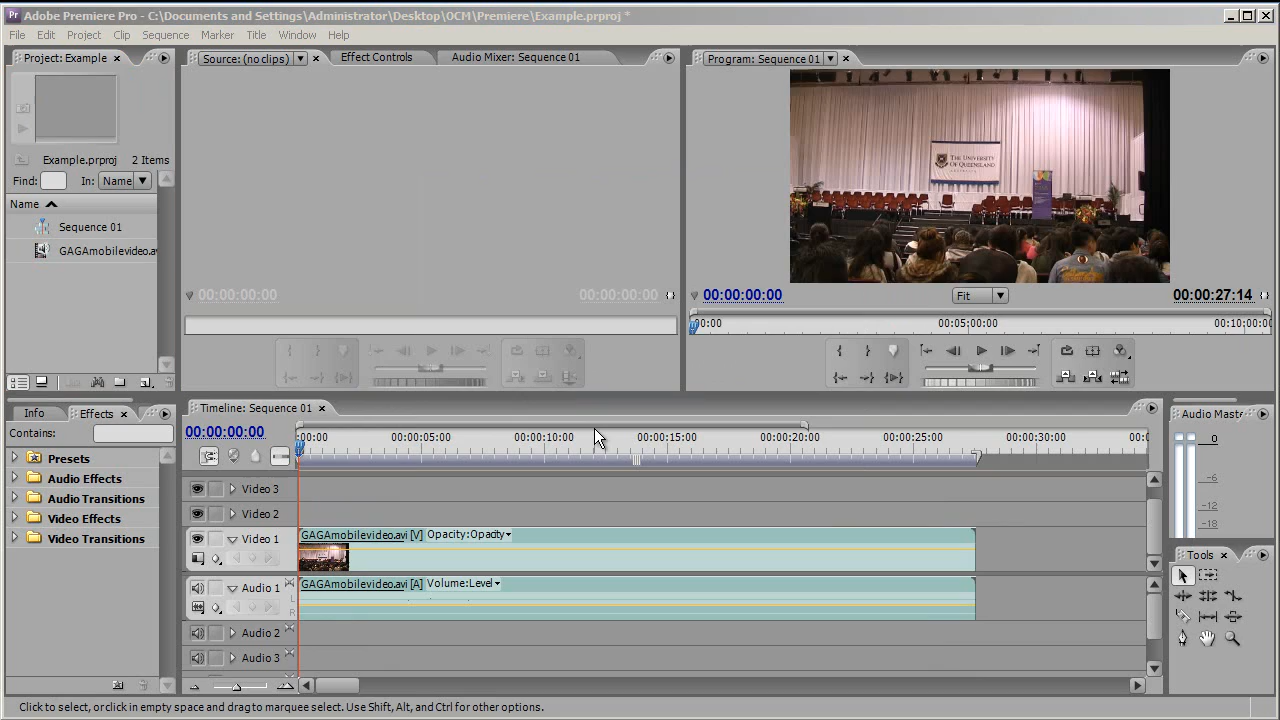 Adobe Premiere Pro - C:\Documents and Settings\Administrator\Desktop\OCM\Premiere\Example.prproj *
File Edit Project Clip Sequence Marker Title Window Help
Project: Example
Source: (no clips) Effect Controls Audio Mixer: Sequence 01
Program: Sequence 01
THE UNIVERSITY
OF QUEENSLAND
AUSTRALIA
Example.prproj 2 Items
Find: In: Name
Name
Sequence 01
GAGAmobilevideo.av
00:00:00:00 00:00:00:00
00:00:00:00 Fit 00:00:27:14
00:00 00:05:00:00 00:10:00:0
Info Effects
Contains:
Presets
Audio Effects
Audio Transitions
Video Effects
Video Transitions
Timeline: Sequence 01
00:00:00:00
:00:00 00:00:05:00 00:00:10:00 00:00:15:00 00:00:20:00 00:00:25:00 00:00:30:00 00:0
Video 3
Video 2
Video 1
GAGAmobilevideo.avi [V] Opacity:Opacity
Audio 1
L
R
GAGAmobilevideo.avi [A] Volume:Level
Audio 2
Audio 3
Audio Maste
0
-6
-12
-18
Tools
Click to select, or click in empty space and drag to marquee select. Use Shift, Alt, and Ctrl for other options.